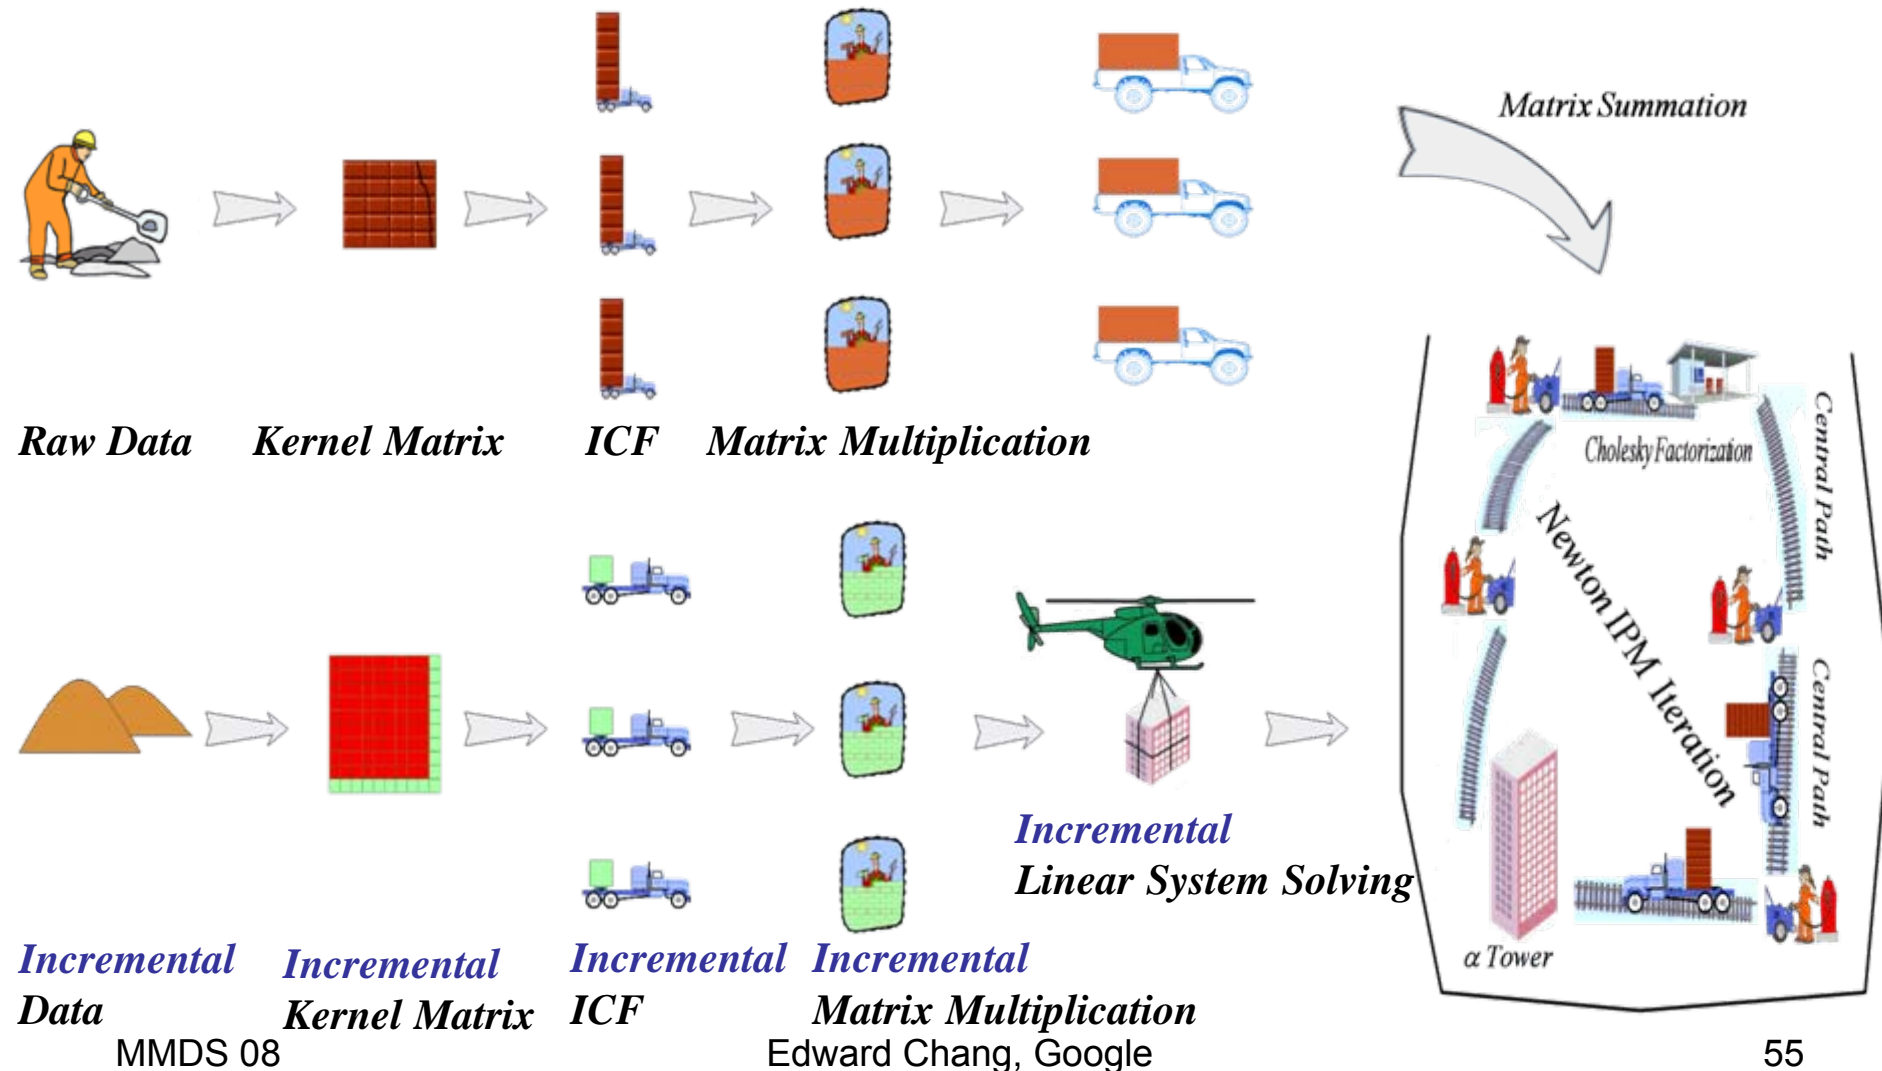 Matrix Summation
Raw Data
Kernel Matrix
ICF
Matrix Multiplication
Cholesky Factorization
Central Path
Newton IPM Iteration
Central Path
α Tower
Incremental
Linear System Solving
Incremental
Data
Incremental
Kernel Matrix
Incremental
ICF
Incremental
Matrix Multiplication
MMDS 08
Edward Chang, Google
55